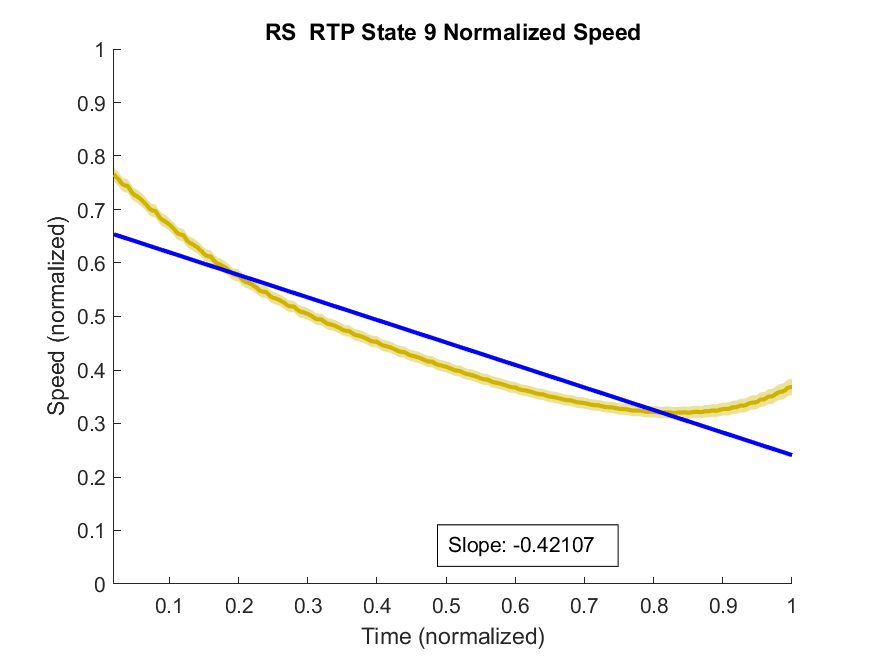 RS  RTP State 9 Normalized Speed
1
0.9
0.8
0.7
0.6
0.5
0.4
0.3
0.2
0.1
0
Speed (normalized)
Slope: -0.42107
0.1 0.2 0.3 0.4 0.5 0.6 0.7 0.8 0.9 1
Time (normalized)